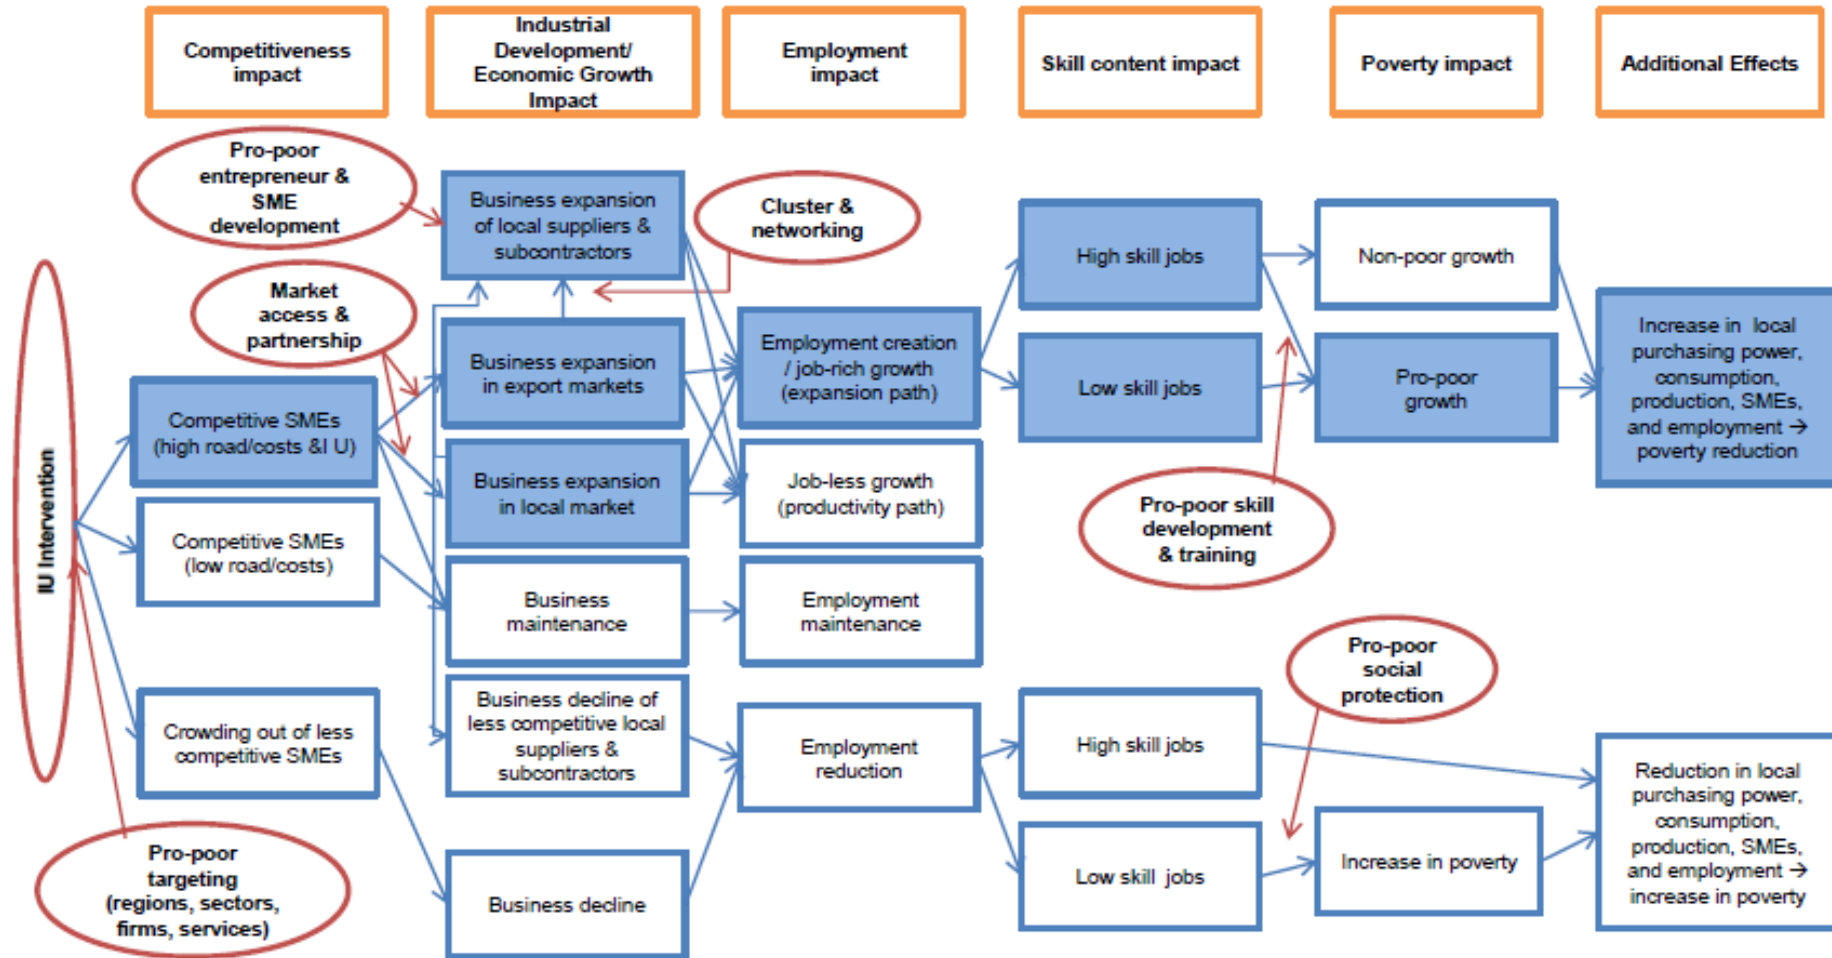 Competitiveness
impact
Industrial
Development/
Economic Growth
Impact
Employment
impact
Skill content impact
Poverty impact
Additional Effects
Pro-poor
entrepreneur &
SME
development
Business expansion
of local suppliers &
subcontractors
Cluster &
networking
High skill jobs
Non-poor growth
Market
access &
partnership
Business expansion
in export markets
Employment creation
/ job-rich growth
(expansion path)
Low skill jobs
Pro-poor
growth
Increase in local
purchasing power,
consumption,
production, SMEs,
and employment →
poverty reduction
IU Intervention
Competitive SMEs
(high road/costs &I U)
Business expansion
in local market
Job-less growth
(productivity path)
Pro-poor skill
development
& training
Competitive SMEs
(low road/costs)
Business
maintenance
Employment
maintenance
Pro-poor
social
protection
Crowding out of less
competitive SMEs
Business decline of
less competitive local
suppliers &
subcontractors
Employment
reduction
High skill jobs
Reduction in local
purchasing power,
consumption,
production, SMEs,
and employment →
increase in poverty
Pro-poor
targeting
(regions, sectors,
firms, services)
Business decline
Low skill jobs
Increase in poverty